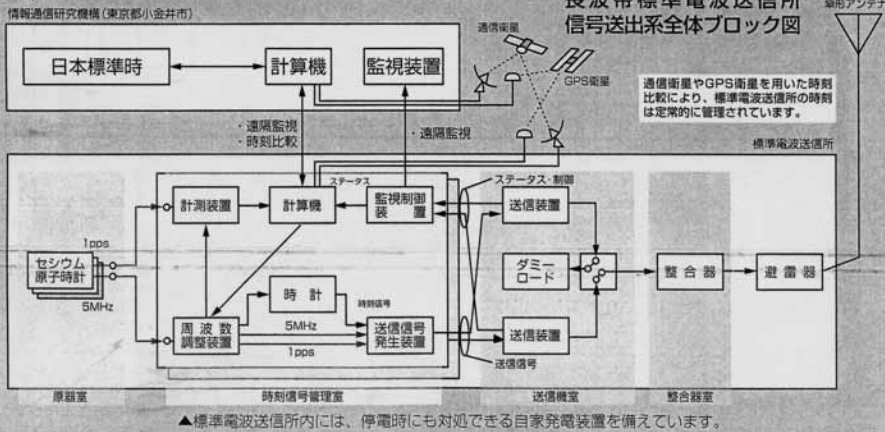 長波帯標準電波送信所
信号送出系全体ブロック図
情報通信研究機構(東京都小金井市)
日本標準時
計算機
監視装置
通信衛星
GPS衛星
傘形アンテナ
通信衛星やGPS衛星を用いた時刻
比較により、標準電波送信所の時刻
は定常的に管理されています。
・遠隔監視
・時刻比較
・遠隔監視
標準電波送信所
ステータス
ステータス・制御
計測装置
計算機
監視制御
装置
送信装置
1pps
セシウム
原子時計
5MHz
ダミー
ロード
整合器
避雷器
時計
時刻信号
周波数
調整装置
5MHz
1pps
送信信号
発生装置
送信装置
送信信号
原器室
時刻信号管理室
送信機室
整合器室
▲標準電波送信所内には、停電時にも対処できる自家発電装置を備えています。